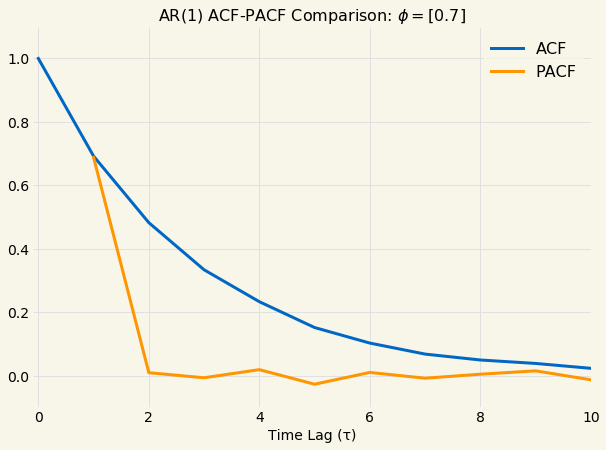 AR(1) ACF-PACF Comparison: ϕ = [0.7]
ACF
PACF
1.0
0.8
0.6
0.4
0.2
0.0
0 2 4 6 8 10
Time Lag (τ)